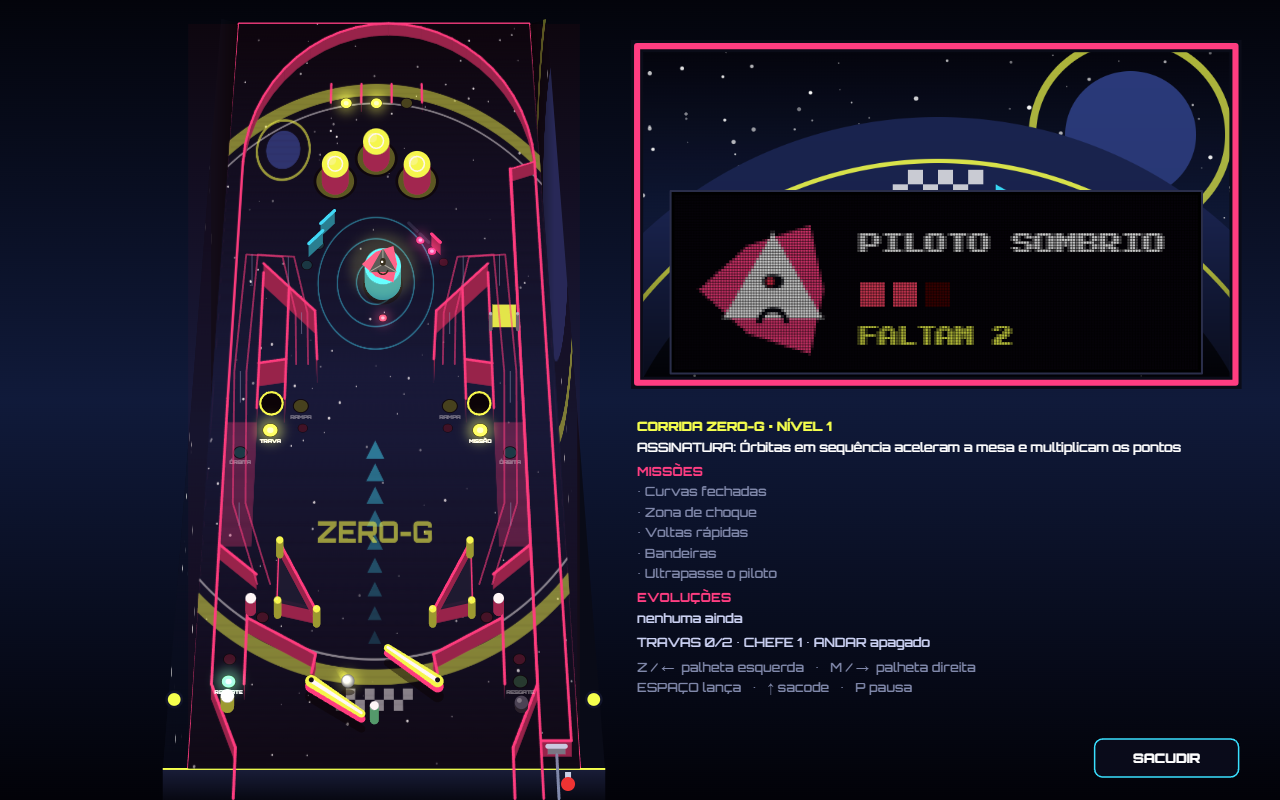 PILOTO SOMBRIO
FALTAM 2
RAMPA
RAMPA
TRAVA
MISSÃO
ÓRBITA
ÓRBITA
ZERO-G
RESGATE
RESGATE
CORRIDA ZERO-G • NÍVEL 1
ASSINATURA: Órbitas em sequência aceleram a mesa e multiplicam os pontos
MISSÕES
· Curvas fechadas
· Zona de choque
· Voltas rápidas
· Bandeiras
· Ultrapasse o piloto
EVOLUÇÕES
nenhuma ainda
TRAVAS 0/2 · CHEFE 1 · ANDAR apagado
Z / ← palheta esquerda · M / → palheta direita
ESPAÇO lança · ↑ sacode · P pausa
SACUDIR